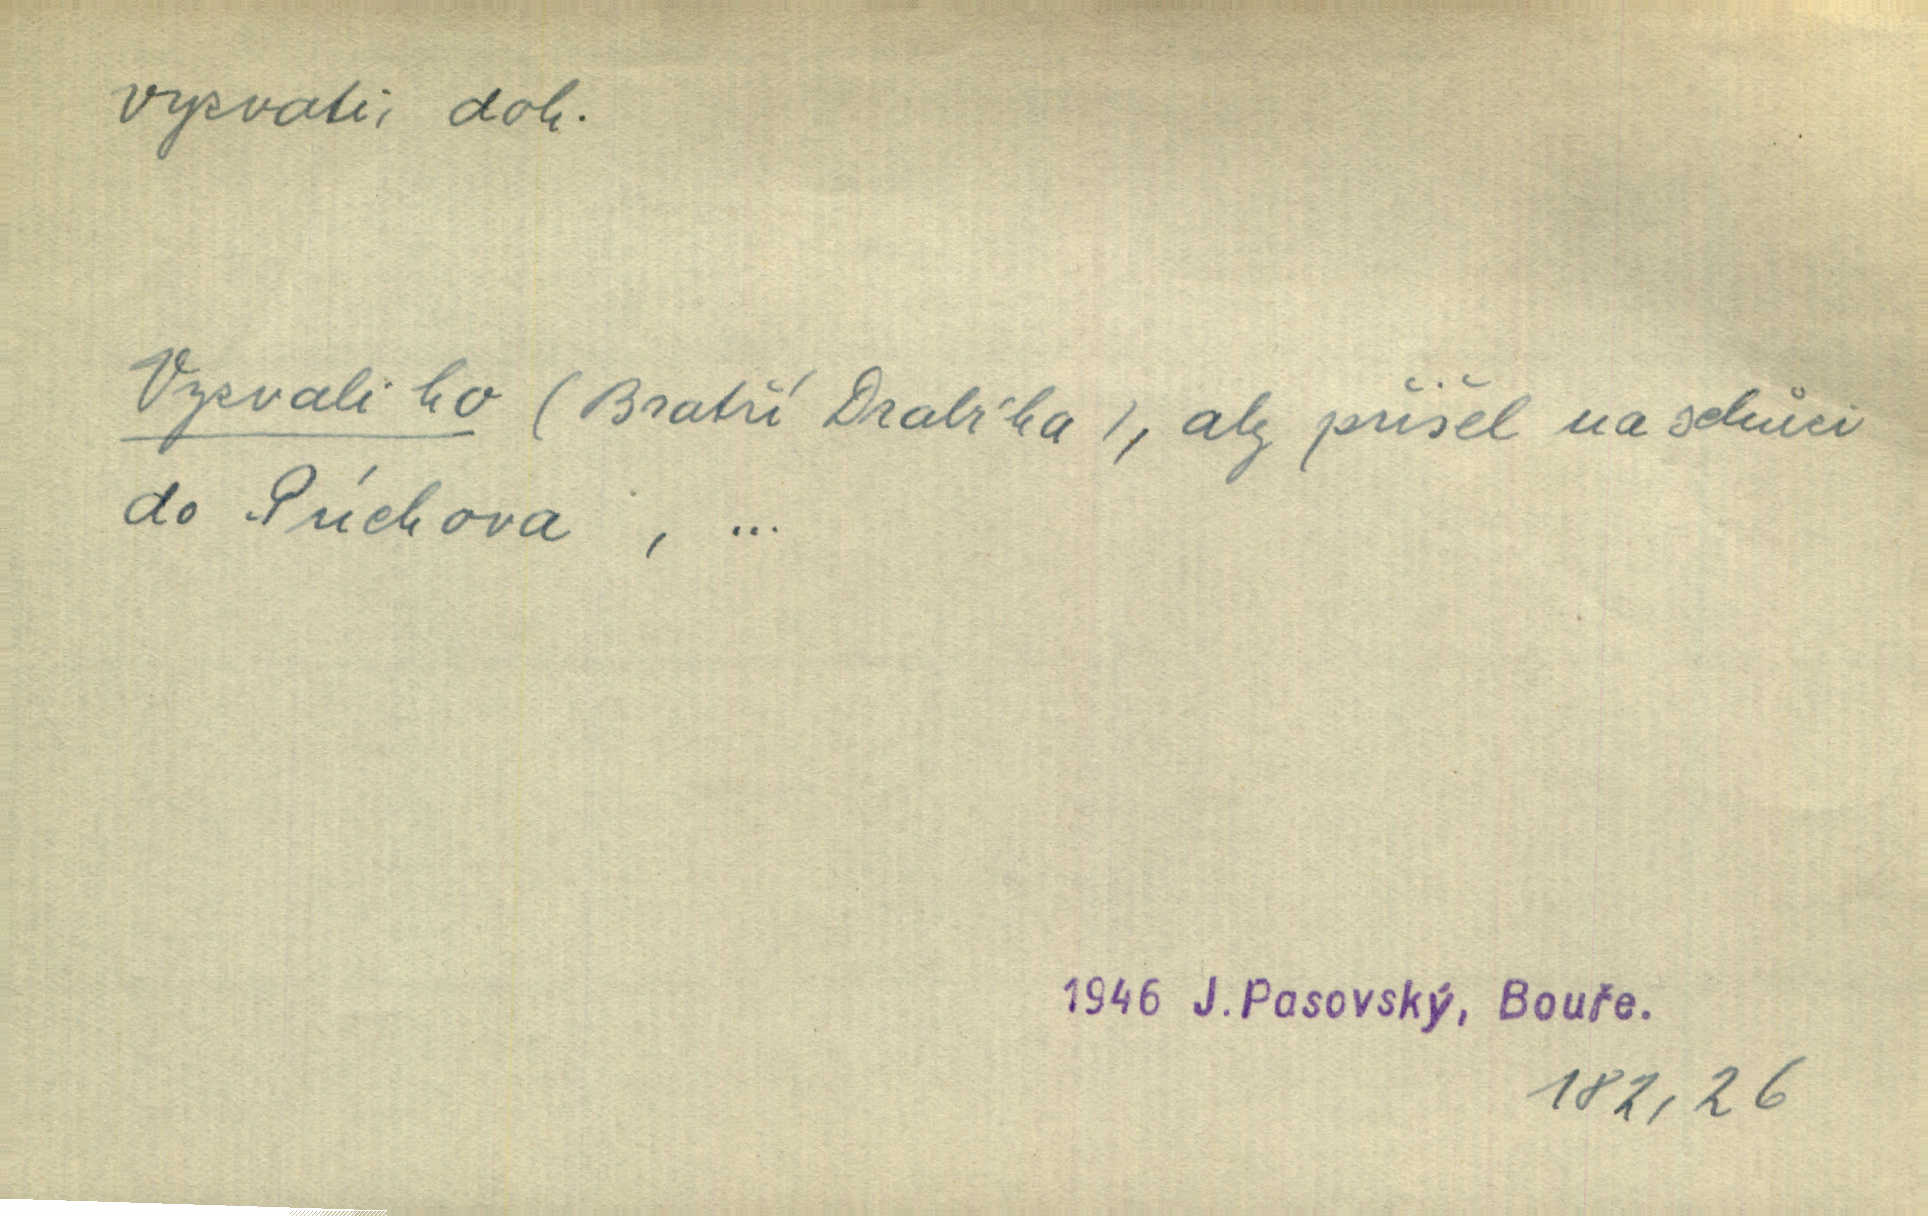 vyzvati, dok.
Vyzvali ho (Bratří Drabíka), aby přišel na schůzi
do Púchova, ...
1946 J. Pasovský, Bouře.
182, 26